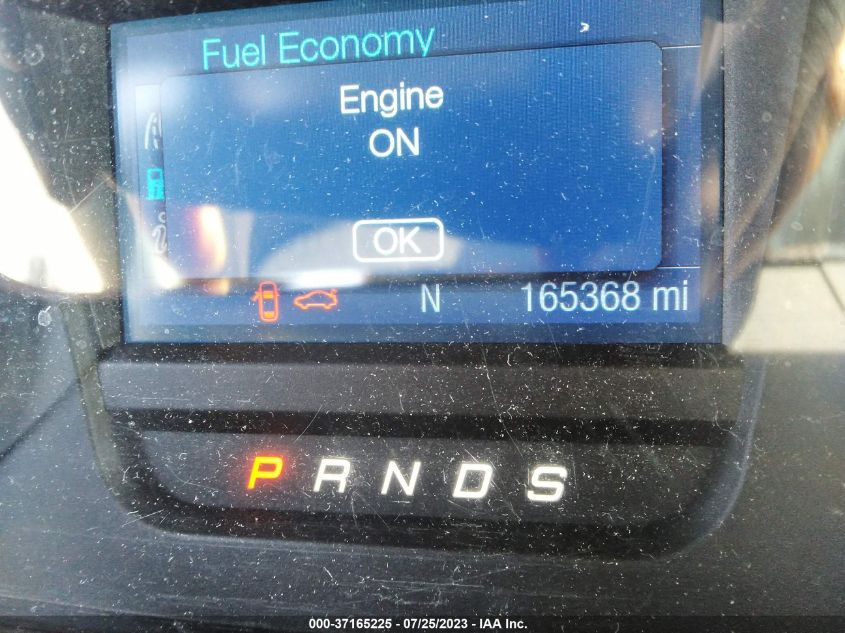 Fuel Economy
Engine
ON
OK
N 165368 mi
P R N D S
000-37165225 - 07/25/2023 - IAA Inc.